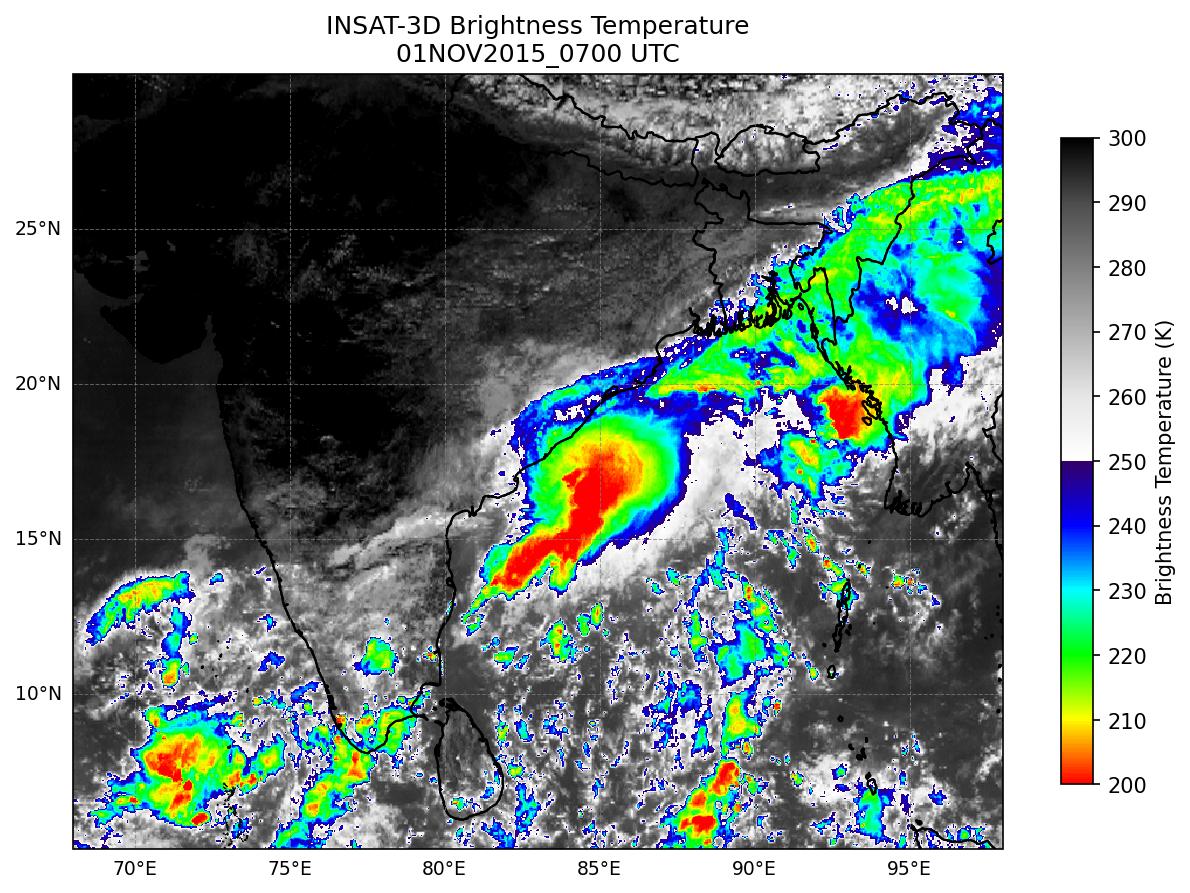 INSAT-3D Brightness Temperature
01NOV2015_0700 UTC
25°N
20°N
15°N
10°N
70°E
75°E
80°E
85°E
90°E
95°E
300
290
280
270
260
250
240
230
220
210
200
Brightness Temperature (K)